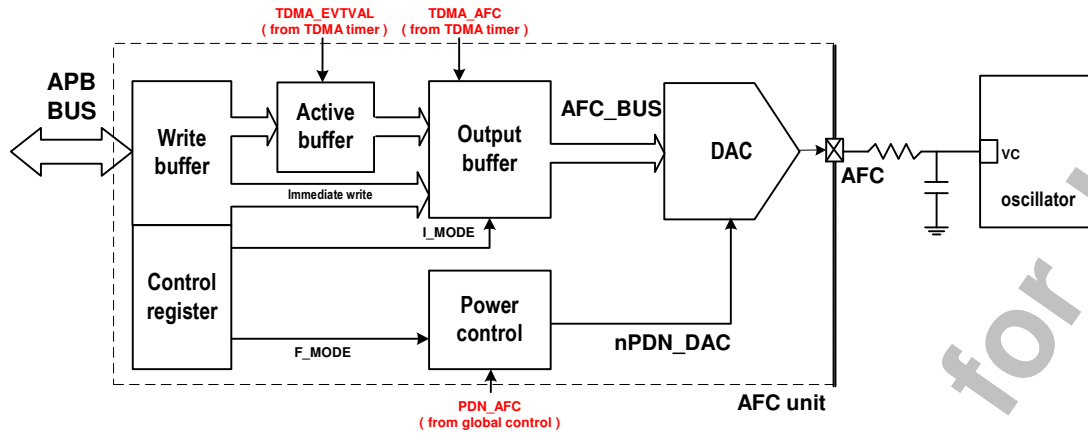 TDMA_EVTVAL
( from TDMA timer )
TDMA_AFC
( from TDMA timer )
APB
BUS
Write
buffer
Active
buffer
Output
buffer
AFC_BUS
DAC
AFC
VC
oscillator
Immediate write
I_MODE
Control
register
Power
control
F_MODE
nPDN_DAC
PDN_AFC
( from global control )
AFC unit
for